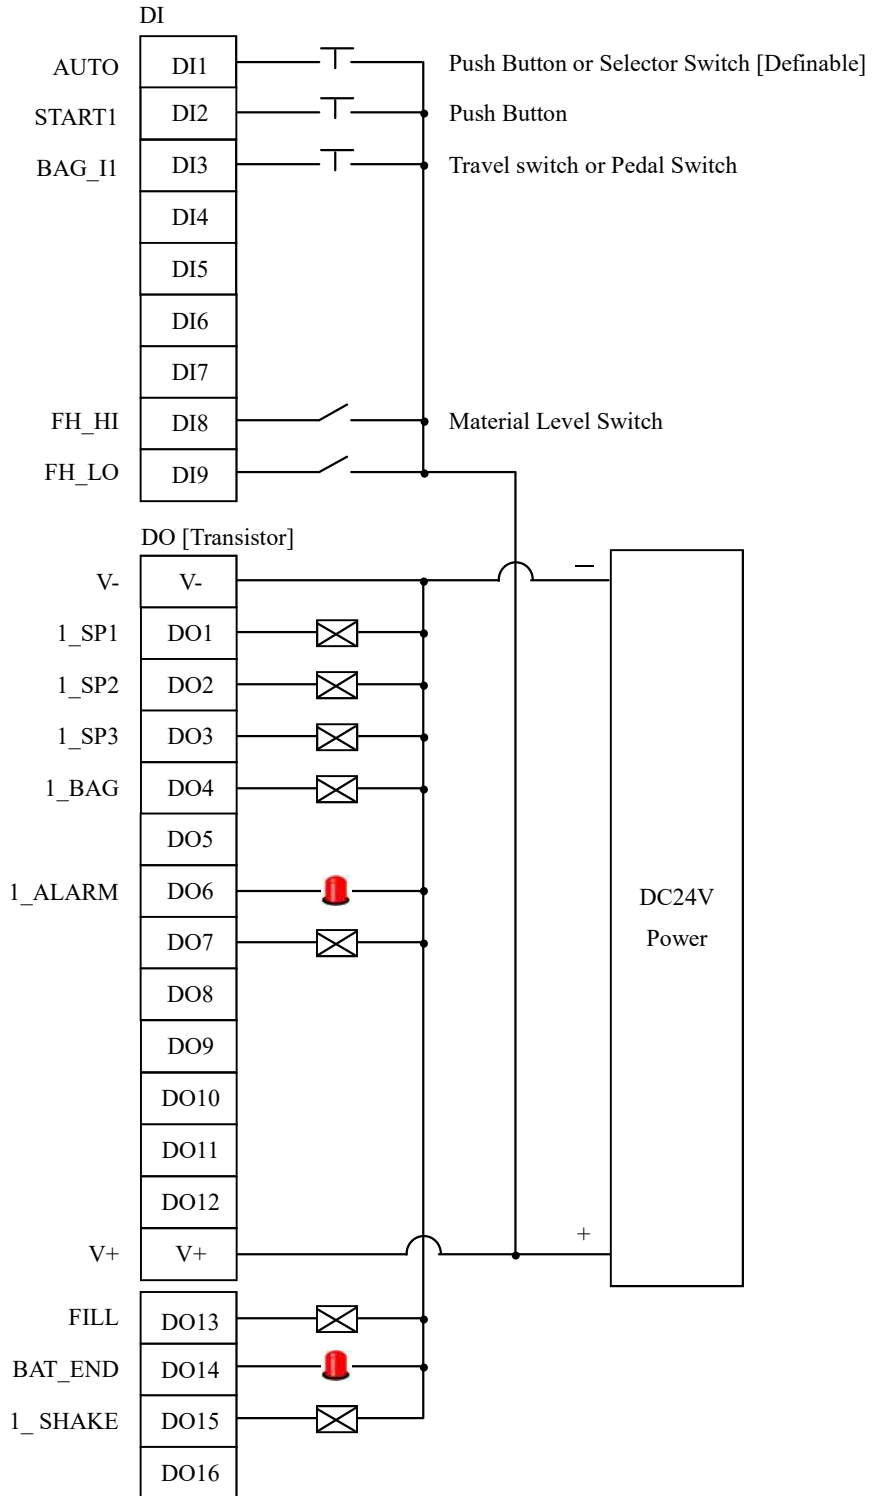 DI
AUTO DI1 Push Button or Selector Switch [Definable]
START1 DI2 Push Button
BAG_I1 DI3 Travel switch or Pedal Switch
DI4
DI5
DI6
DI7
FH_HI DI8 Material Level Switch
FH_LO DI9
DO [Transistor]
V- V- —
1_SP1 DO1
1_SP2 DO2
1_SP3 DO3
1_BAG DO4
DO5
1_ALARM DO6 DC24V
DO7 Power
DO8
DO9
DO10
DO11
DO12
V+ V+ +
FILL DO13
BAT_END DO14
1_ SHAKE DO15
DO16